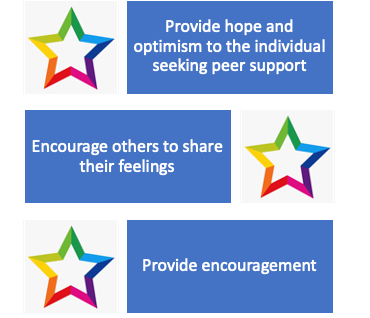 Provide hope and
optimism to the individual
seeking peer support
Encourage others to share
their feelings
Provide encouragement